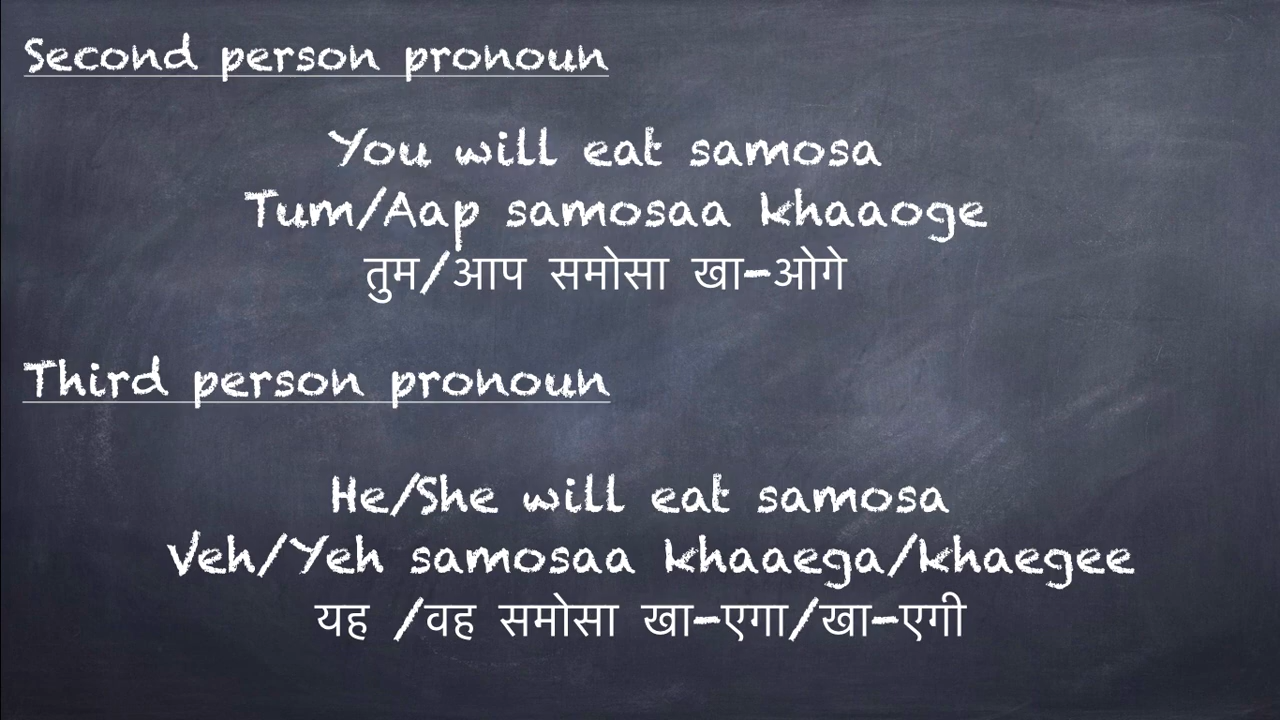 Second person pronoun
You will eat samosa
Tum/Aap samosaa khaaoge
तुम/आप समोसा खा-ओगे
Third person pronoun
He/She will eat samosa
Veh/Yeh samosaa khaaega/khaegee
यह /वह समोसा खा-एगा/खा-एगी